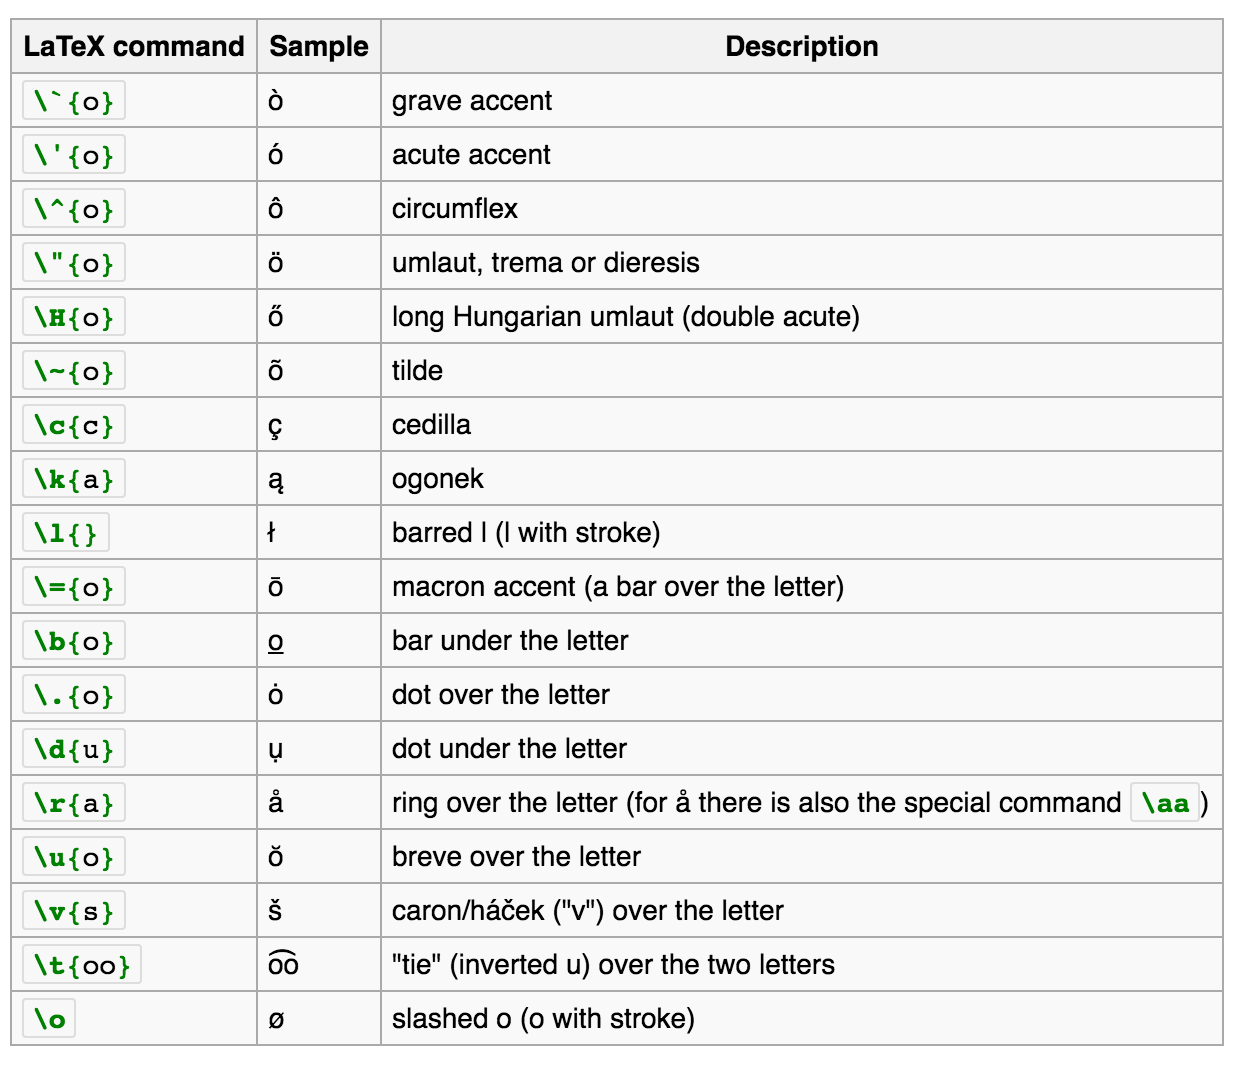 LaTeX command Sample Description
\`{o} ò grave accent
\'{o} ó acute accent
\^{o} ô circumflex
\"{o} ö umlaut, trema or dieresis
\H{o} ő long Hungarian umlaut (double acute)
\~{o} õ tilde
\c{c} ç cedilla
\k{a} ą ogonek
\l{} ł barred l (l with stroke)
\={o} ō macron accent (a bar over the letter)
\b{o} o̲ bar under the letter
\.{o} ȯ dot over the letter
\d{u} ụ dot under the letter
\r{a} å ring over the letter (for å there is also the special command \aa)
\u{o} ŏ breve over the letter
\v{s} š caron/háček ("v") over the letter
\t{oo} o͡o "tie" (inverted u) over the two letters
\o ø slashed o (o with stroke)